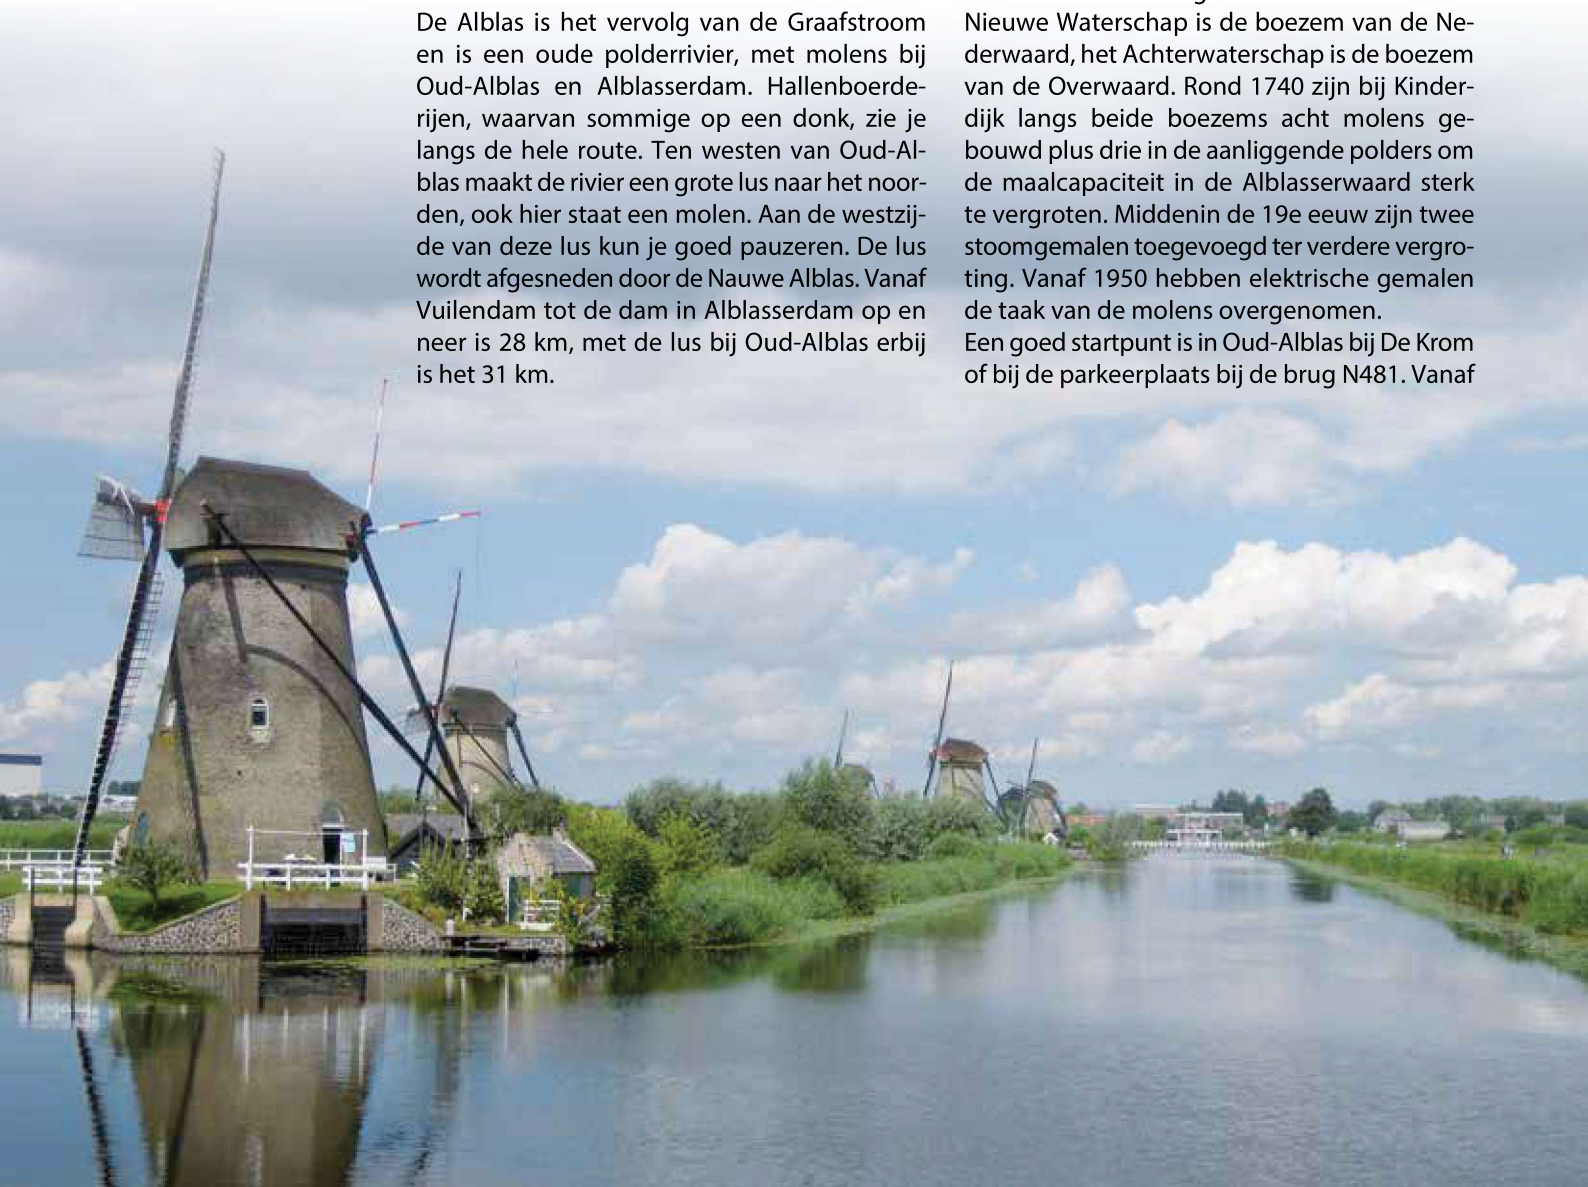 De Alblas is het vervolg van de Graafstroom
en is een oude polderrivier, met molens bij
Oud-Alblas en Alblasserdam. Hallenboerde-
rijen, waarvan sommige op een donk, zie je
langs de hele route. Ten westen van Oud-Al-
blas maakt de rivier een grote lus naar het noor-
den, ook hier staat een molen. Aan de westzij-
de van deze lus kun je goed pauzeren. De lus
wordt afgesneden door de Nauwe Alblas. Vanaf
Vuilendam tot de dam in Alblasserdam op en
neer is 28 km, met de lus bij Oud-Alblas erbij
is het 31 km.
Nieuwe Waterschap is de boezem van de Ne-
derwaard, het Achterwaterschap is de boezem
van de Overwaard. Rond 1740 zijn bij Kinder-
dijk langs beide boezems acht molens ge-
bouwd plus drie in de aanliggende polders om
de maalcapaciteit in de Alblasserwaard sterk
te vergroten. Middenin de 19e eeuw zijn twee
stoomgemalen toegevoegd ter verdere vergro-
ting. Vanaf 1950 hebben elektrische gemalen
de taak van de molens overgenomen.
Een goed startpunt is in Oud-Alblas bij De Krom
of bij de parkeerplaats bij de brug N481. Vanaf